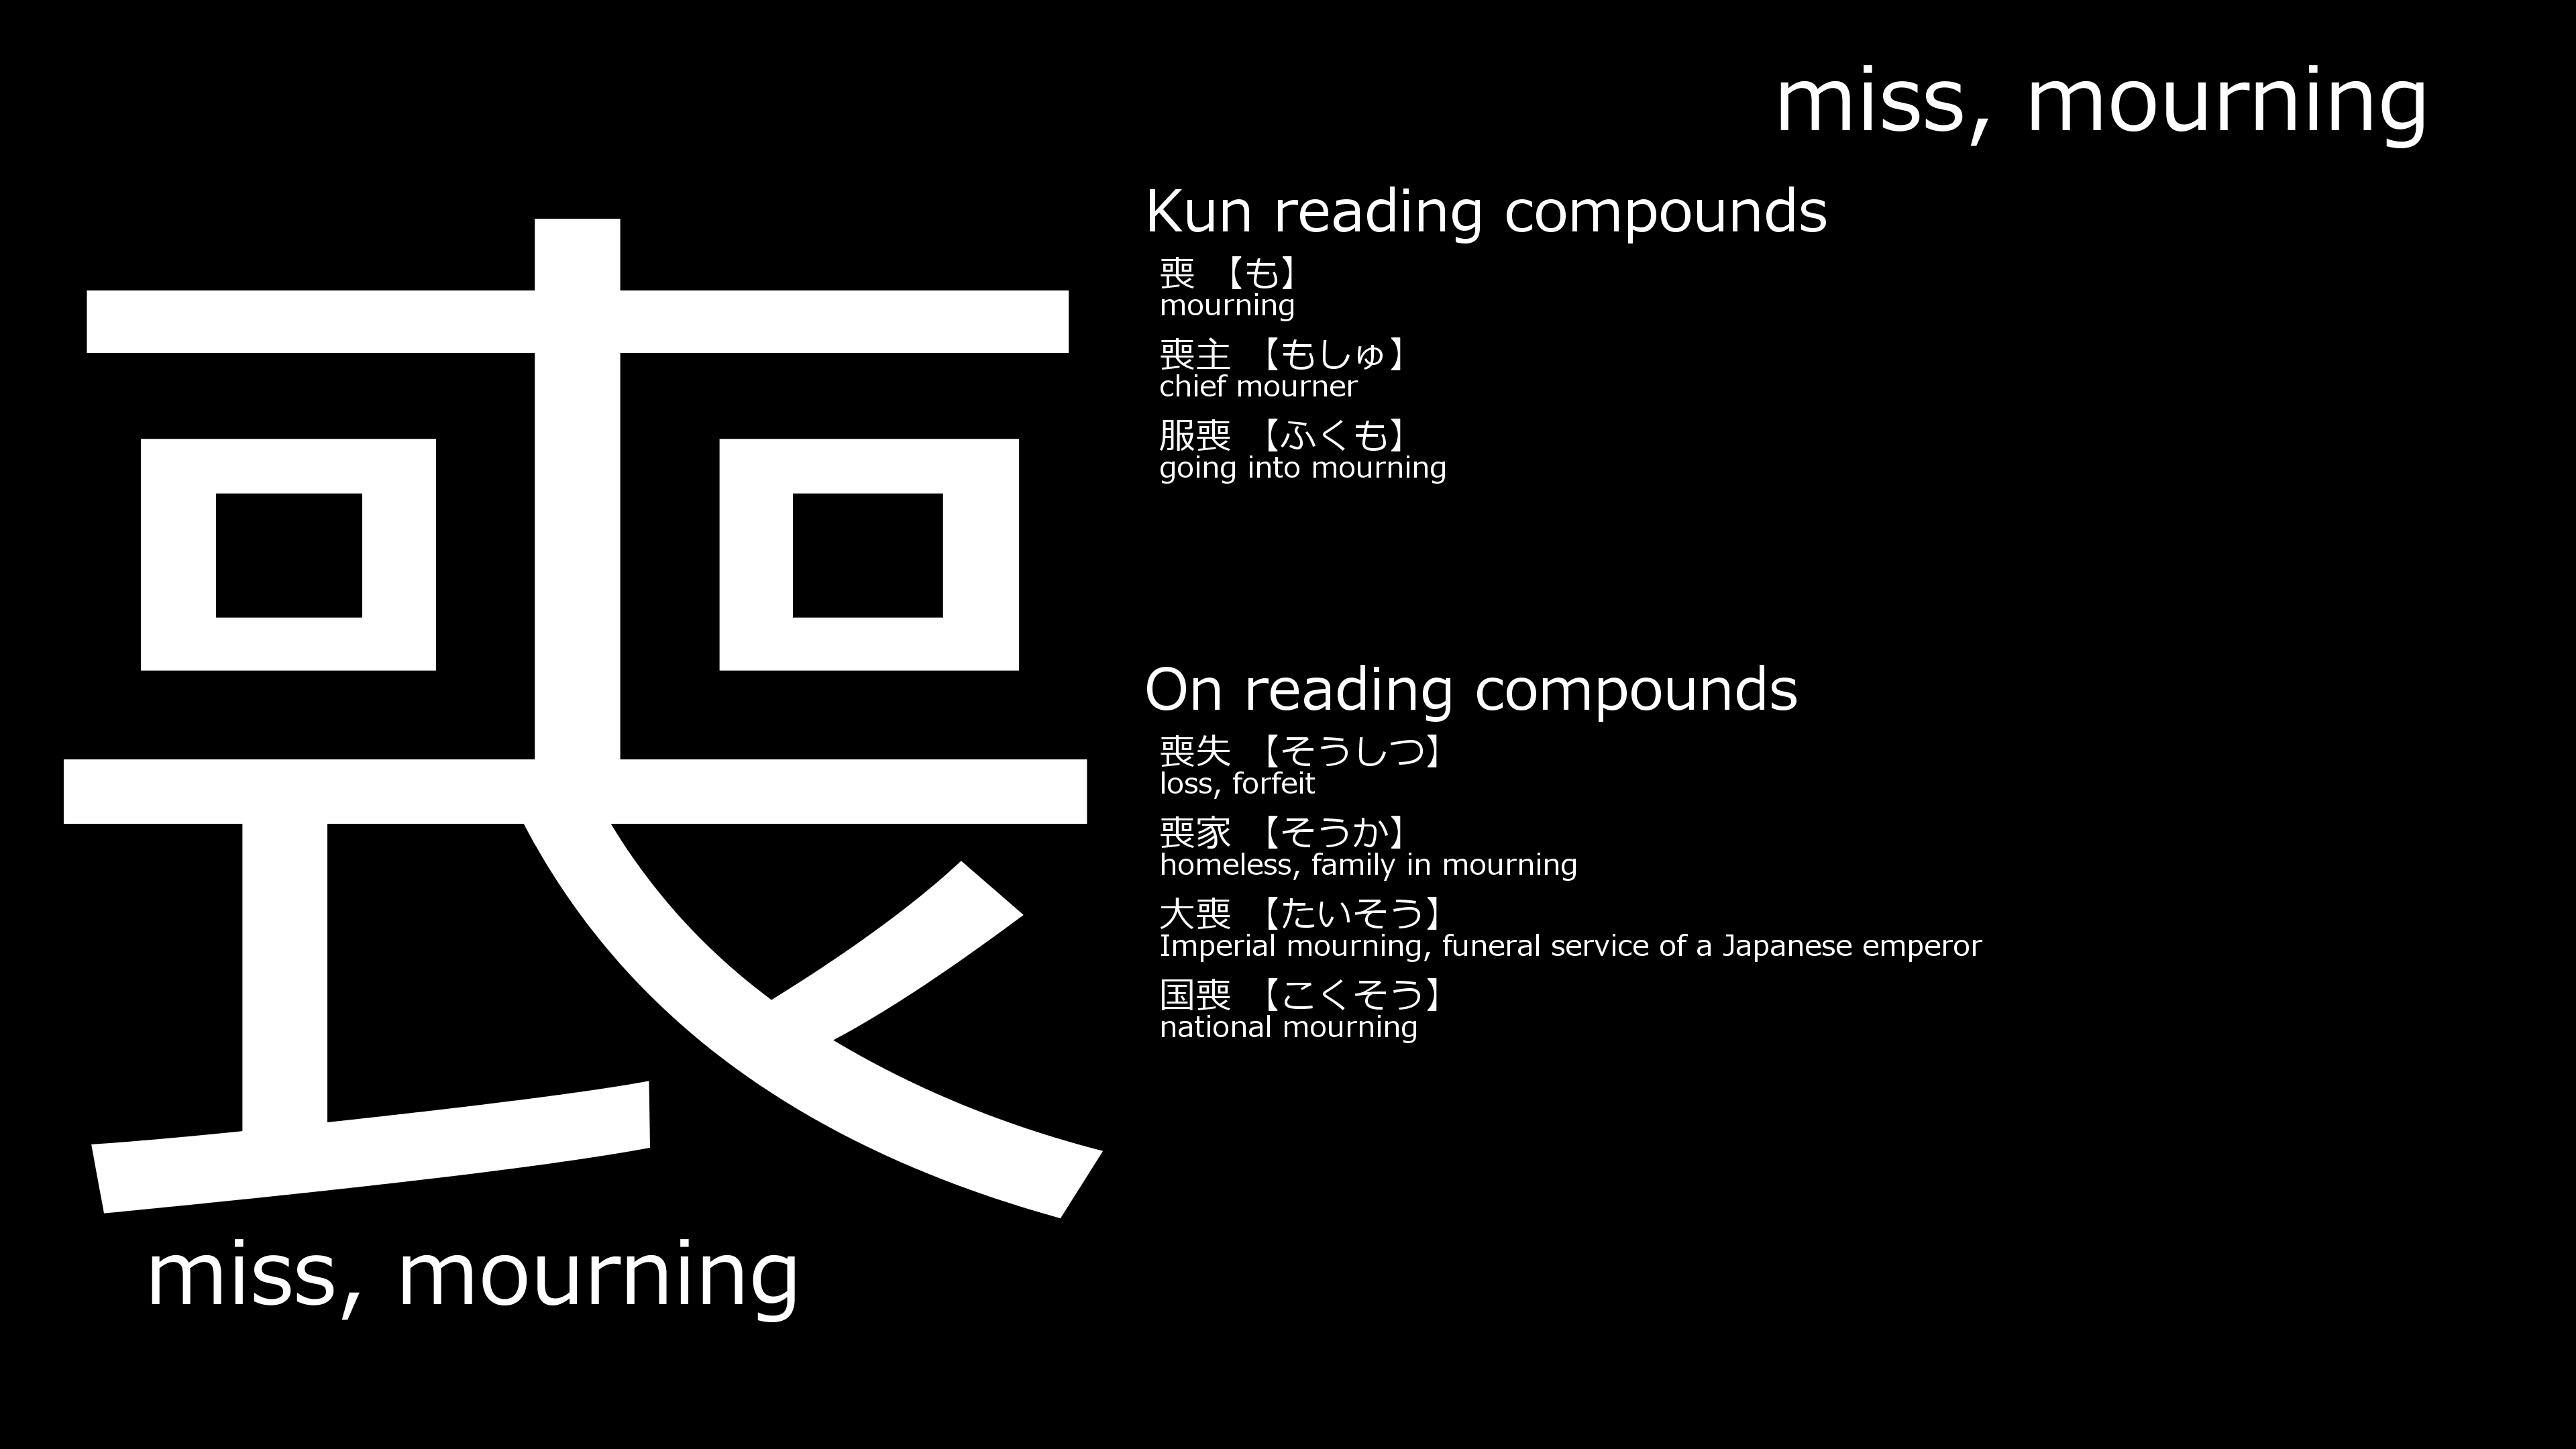 miss, mourning
喪
miss, mourning
Kun reading compounds
喪 【も】
mourning
喪主 【もしゅ】
chief mourner
服喪 【ふくも】
going into mourning
On reading compounds
喪失 【そうしつ】
loss, forfeit
喪家 【そうか】
homeless, family in mourning
大喪 【たいそう】
Imperial mourning, funeral service of a Japanese emperor
国喪 【こくそう】
national mourning